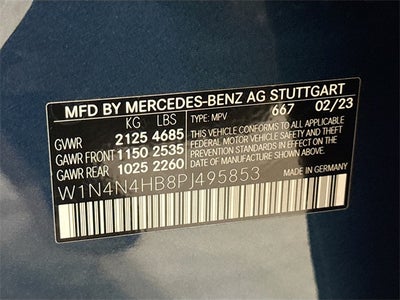 MFD BY MERCEDES-BENZ AG STUTTGART
KG LBS TYPE: MPV 667 02/23
GVWR 2125 4685
GAWR FRONT 1150 2535
GAWR REAR 1025 2260
THIS VEHICLE CONFORMS TO ALL APPLICABLE
FEDERAL MOTOR VEHICLE SAFETY AND THEFT
PREVENTION STANDARDS IN EFFECT ON THE DATE
OF MANUFACTURE SHOWN ABOVE.
W1N4N4HB8PJ495853
MADE IN GERMANY